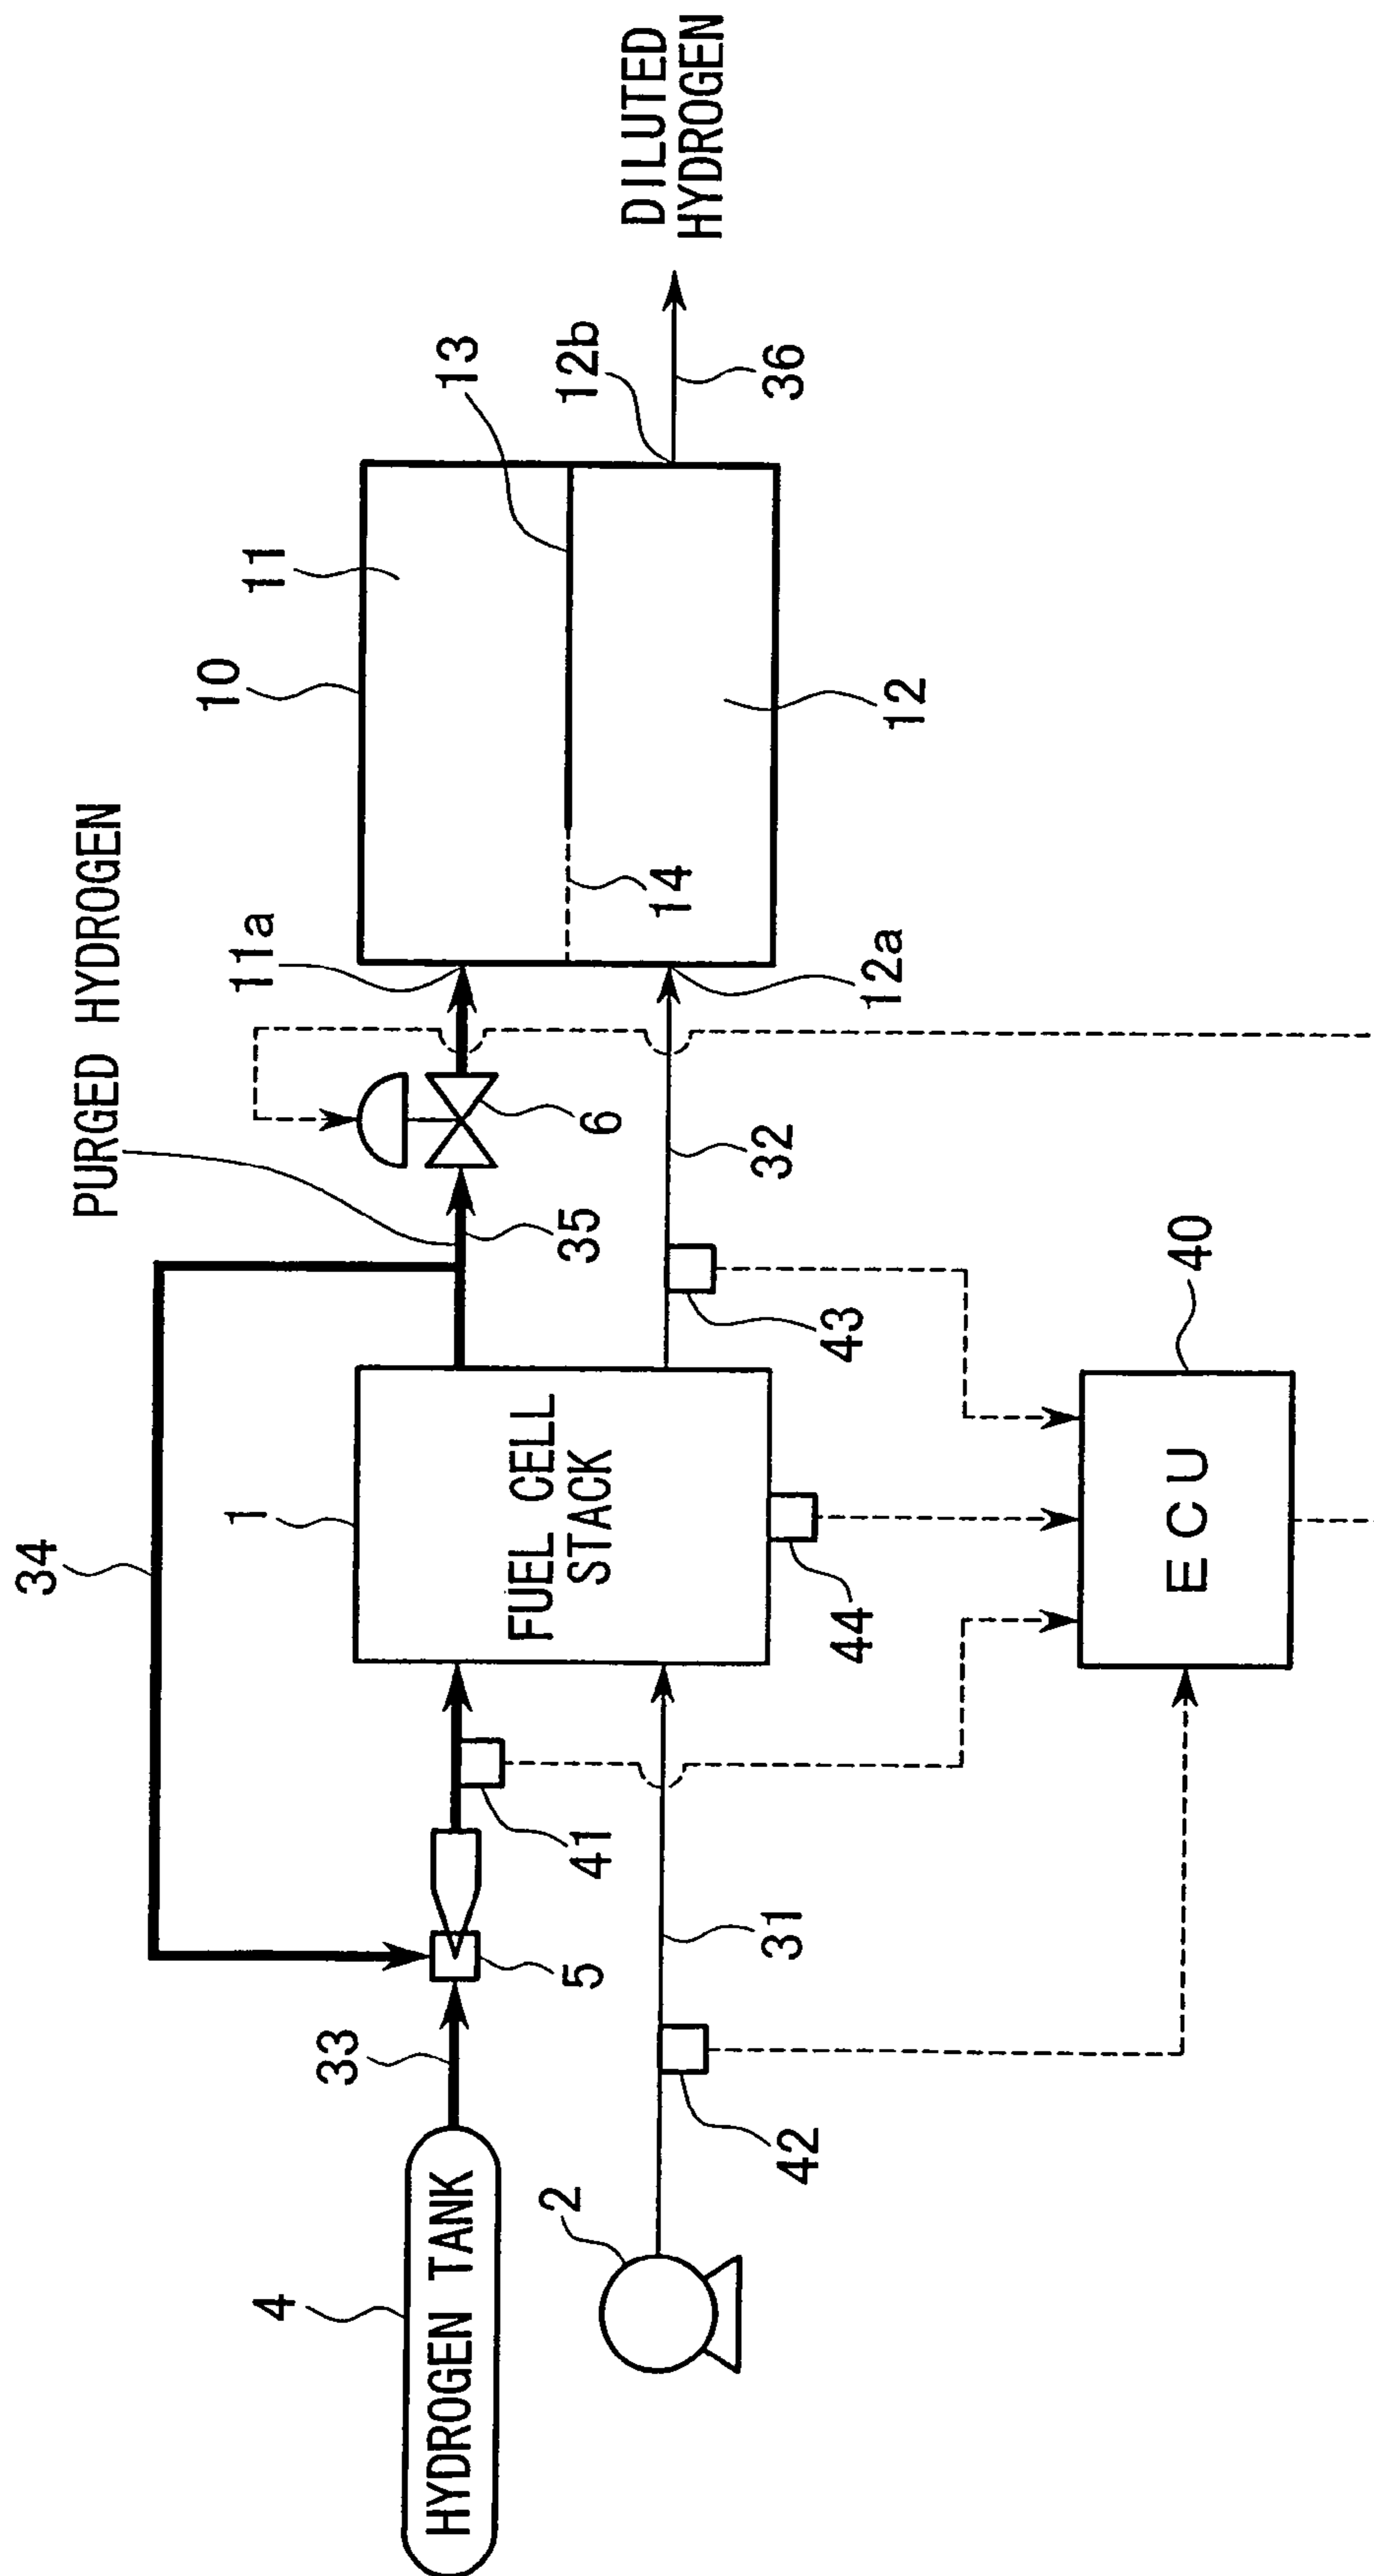 PURGED HYDROGEN
34
1
10
11
13
11a
12b
DILUTED
HYDROGEN
4
HYDROGEN TANK
33
5
41
FUEL CELL
STACK
35
6
14
36
2
42
31
44
43
32
12a
12
ECU
40